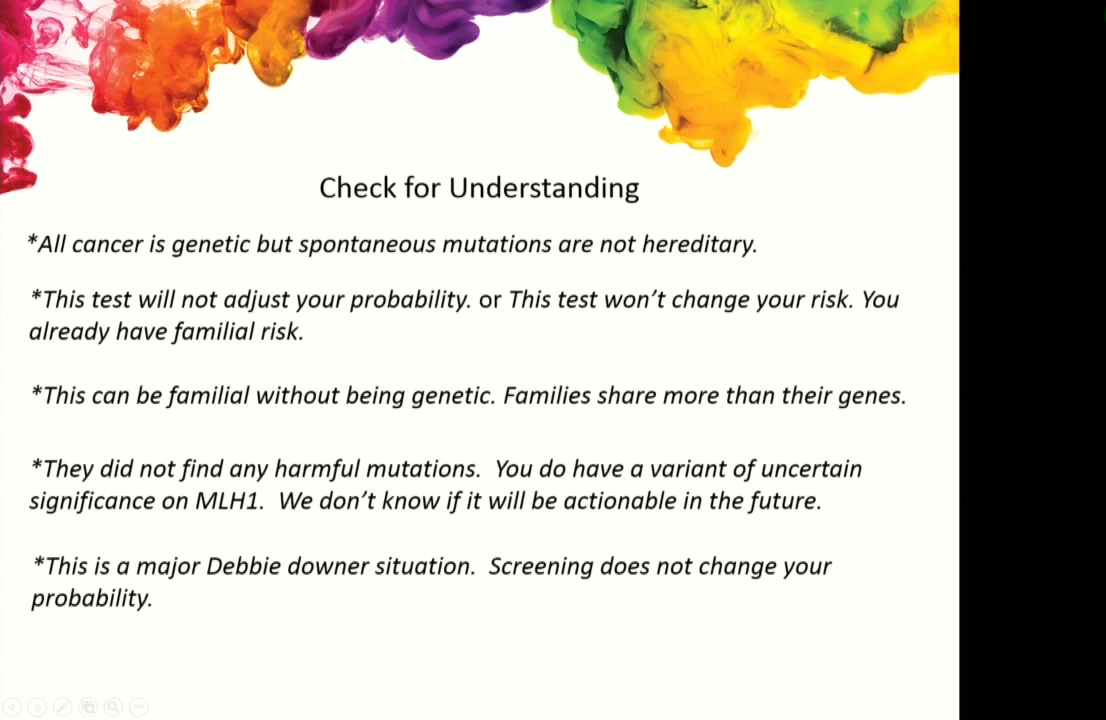 Check for Understanding
*All cancer is genetic but spontaneous mutations are not hereditary.
*This test will not adjust your probability. or This test won’t change your risk. You
already have familial risk.
*This can be familial without being genetic. Families share more than their genes.
*They did not find any harmful mutations.  You do have a variant of uncertain
significance on MLH1.  We don’t know if it will be actionable in the future.
*This is a major Debbie downer situation.  Screening does not change your
probability.